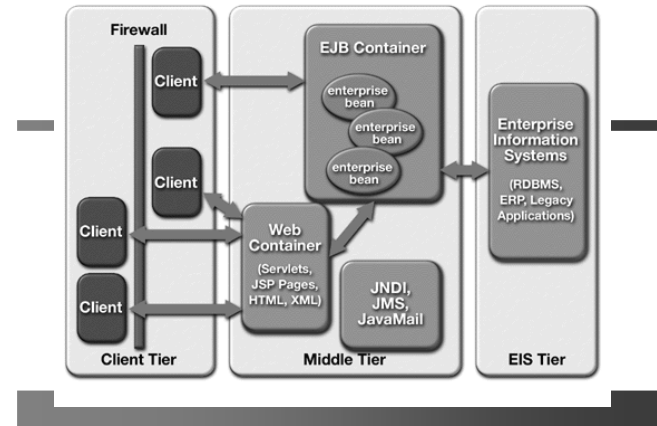 Firewall
Client
Client
Client
Client
Client Tier
EJB Container
enterprise
bean
enterprise
bean
enterprise
bean
Web
Container
(Servlets,
JSP Pages,
HTML, XML)
JNDI,
JMS,
JavaMail
Middle Tier
Enterprise
Information
Systems
(RDBMS,
ERP, Legacy
Applications)
EIS Tier